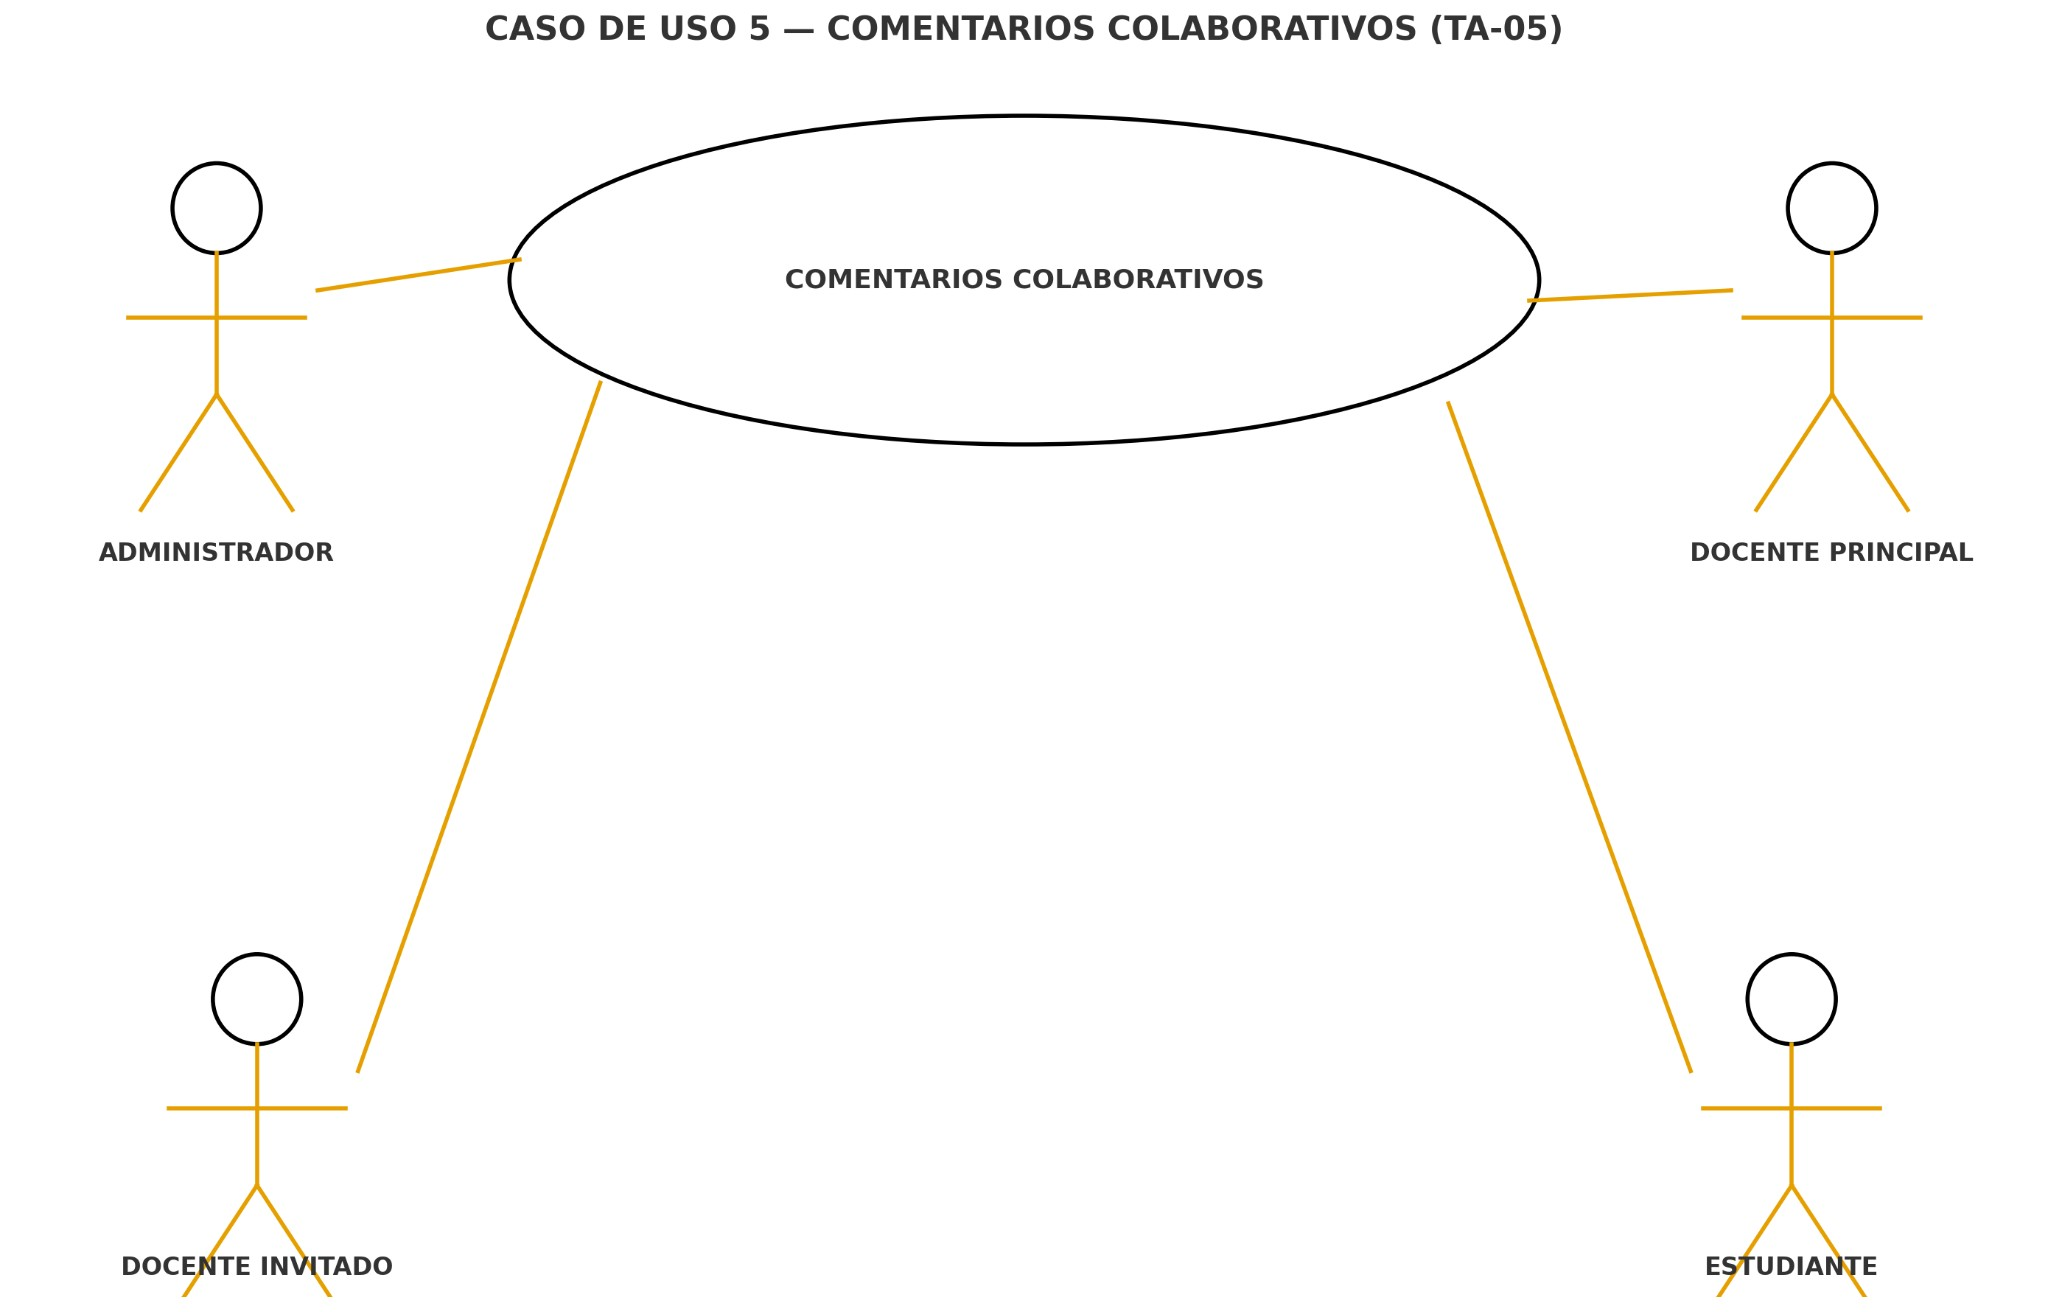 CASO DE USO 5 — COMENTARIOS COLABORATIVOS (TA-05)
COMENTARIOS COLABORATIVOS
ADMINISTRADOR
DOCENTE PRINCIPAL
DOCENTE INVITADO
ESTUDIANTE